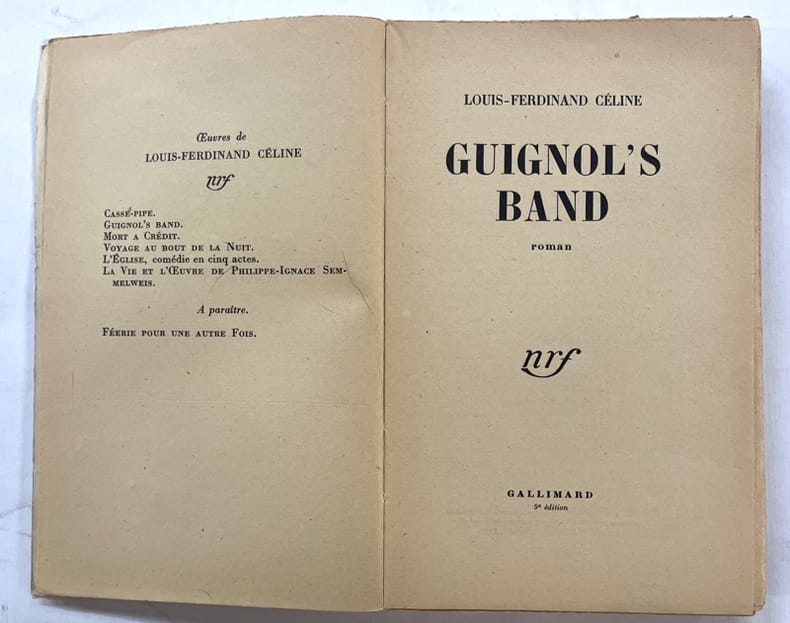 Œuvres de
LOUIS-FERDINAND CÉLINE
nrf
CASSE-PIPE.
GUIGNOL'S BAND.
MORT A CRÉDIT.
VOYAGE AU BOUT DE LA NUIT.
L'ÉGLISE, comédie en cinq actes.
LA VIE ET L'ŒUVRE DE PHILIPPE-IGNACE SEM-
MELWEIS.
A paraître.
FÉERIE POUR UNE AUTRE FOIS.
LOUIS-FERDINAND CÉLINE
GUIGNOL'S
BAND
roman
nrf
GALLIMARD
5e édition